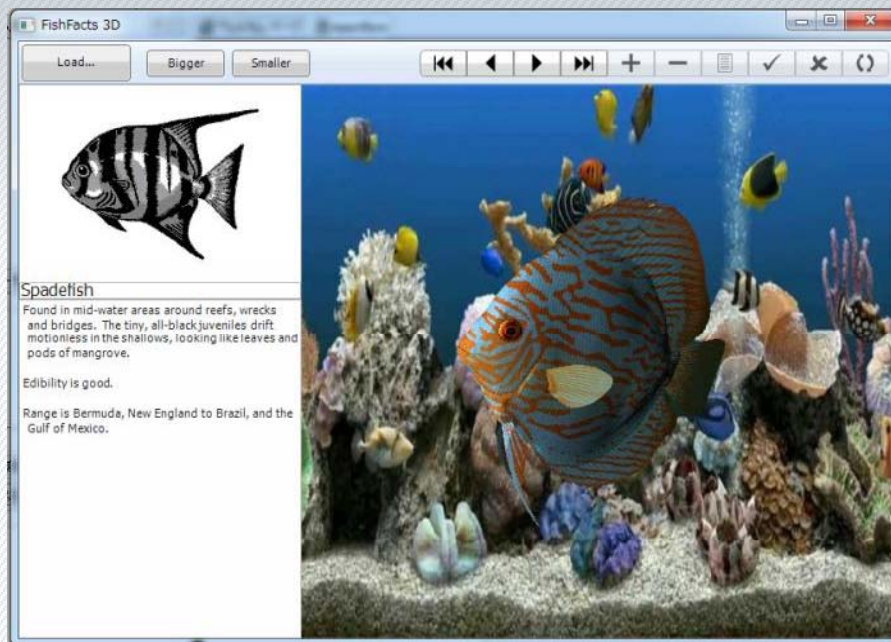 FishFacts 3D
Load... Bigger Smaller
Spadefish
Found in mid-water areas around reefs, wrecks
and bridges. The tiny, all-black juveniles drift
motionless in the shallows, looking like leaves and
pods of mangrove.
Edibility is good.
Range is Bermuda, New England to Brazil, and the
Gulf of Mexico.